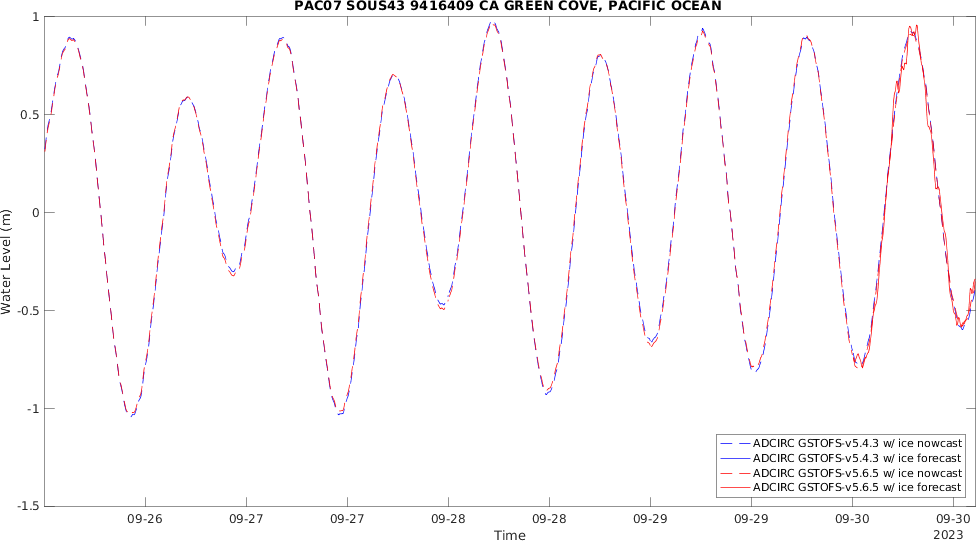 PAC07 SOUS43 9416409 CA GREEN COVE, PACIFIC OCEAN
1
0.5
0
-0.5
-1
-1.5
Water Level (m)
09-26
09-27
09-27
09-28
09-28
09-29
09-29
09-30
09-30
2023
Time
ADCIRC GSTOFS-v5.4.3 w/ ice nowcast
ADCIRC GSTOFS-v5.4.3 w/ ice forecast
ADCIRC GSTOFS-v5.6.5 w/ ice nowcast
ADCIRC GSTOFS-v5.6.5 w/ ice forecast